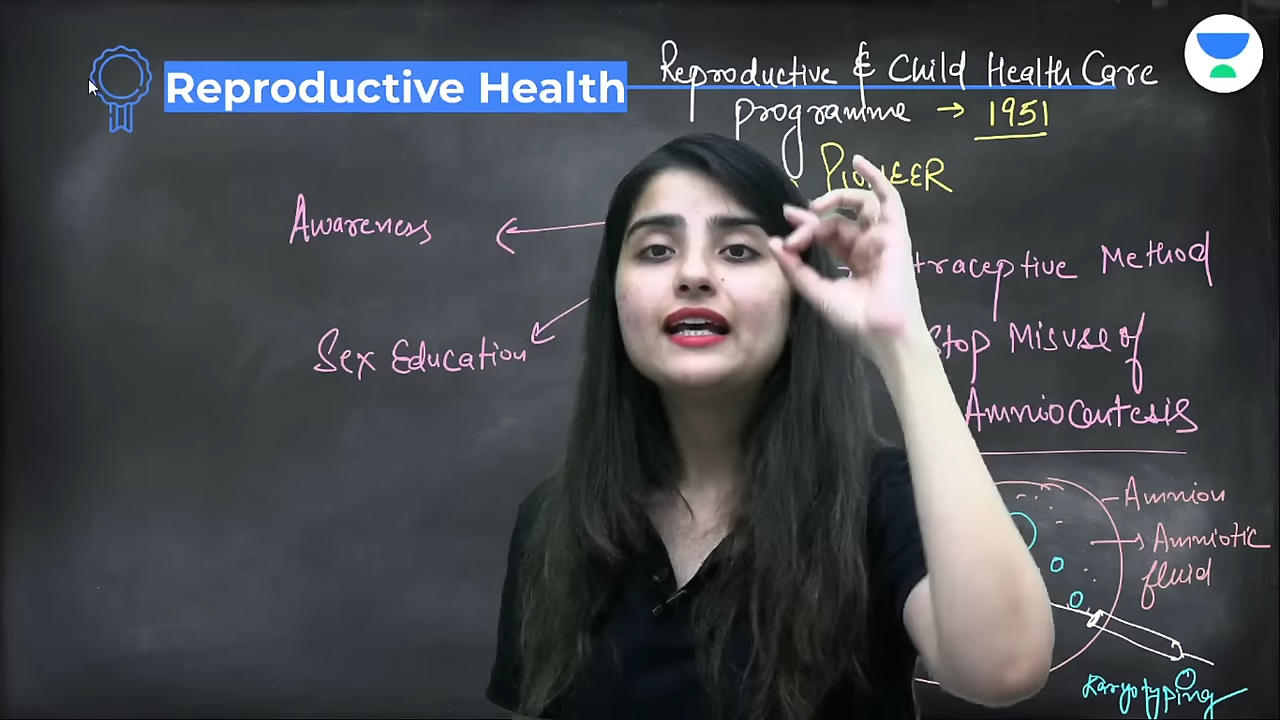 Reproductive Health
Reproductive & Child Health Care
programme → 1951
PIONEER
Awareness
traceptive Method
Sex Education
Stop Misuse of
Amniocentesis
Amnion
Amniotic
fluid
Karyotyping